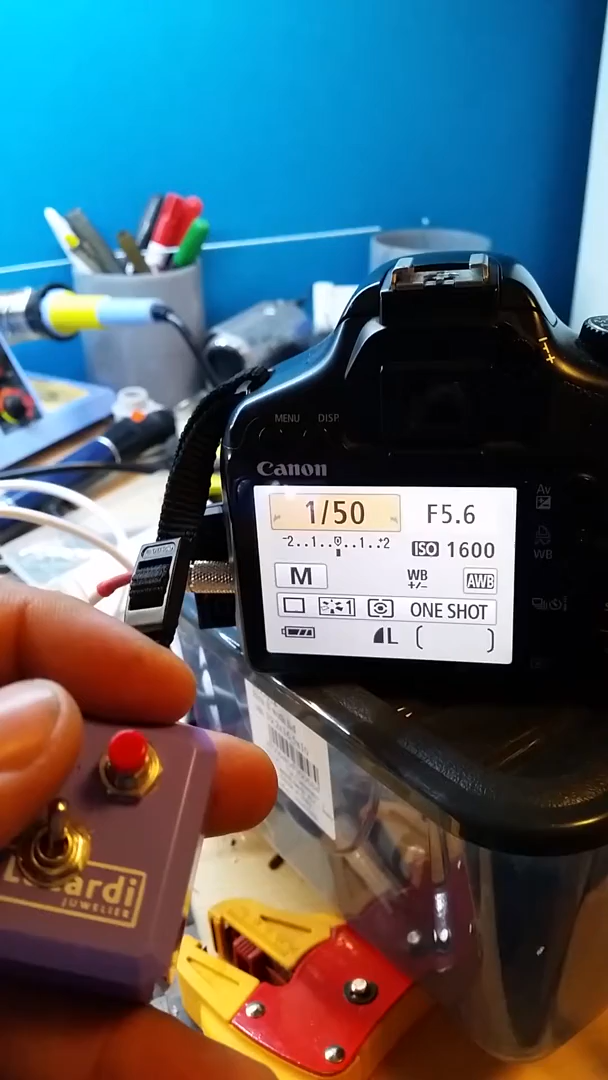 MENU DISP
Canon
1/50 F5.6
-2..1..0..1..+2
ISO 1600
M WB +/- AWB
1 ONE SHOT
L [ ]
Av
WB
JUWELIER